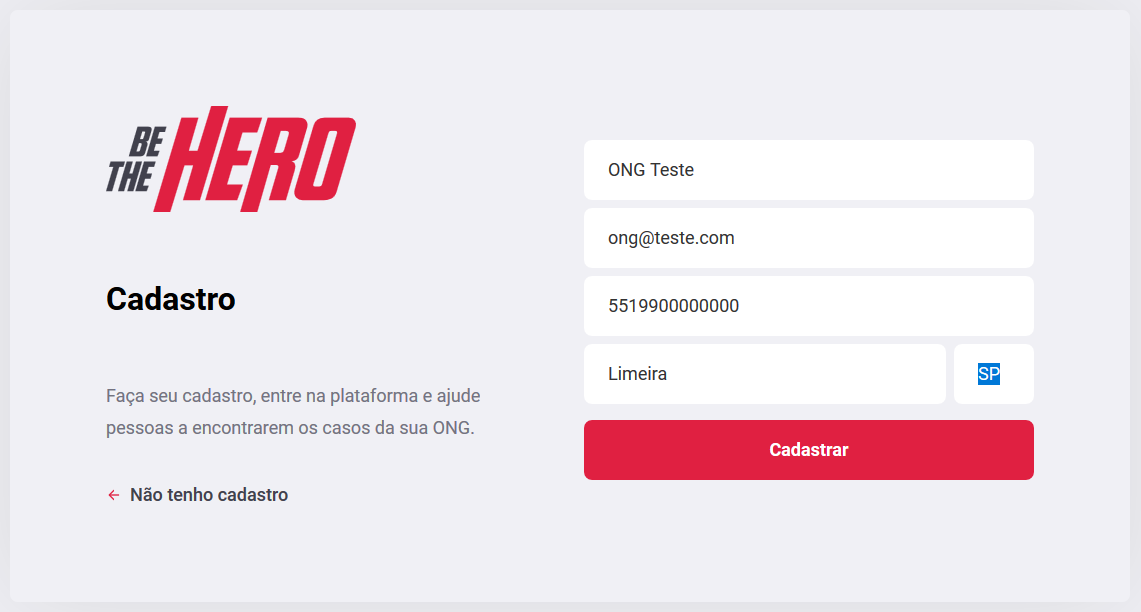 BE
THE HERO
Cadastro
Faça seu cadastro, entre na plataforma e ajude
pessoas a encontrarem os casos da sua ONG.
Não tenho cadastro
ONG Teste
ong@teste.com
5519900000000
Limeira SP
Cadastrar